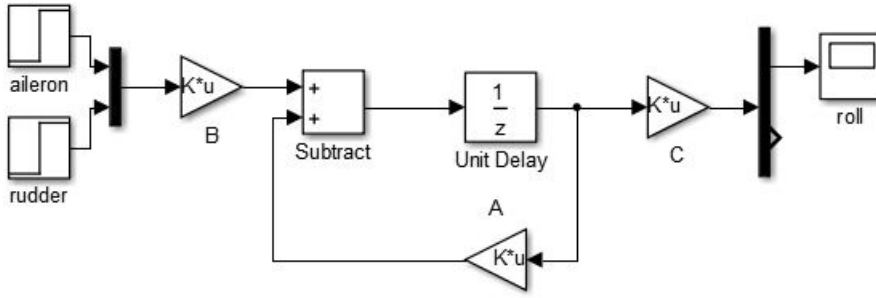 aileron
rudder
K*u
B
+
+
Subtract
1
z
Unit Delay
A
K*u
K*u
C
roll